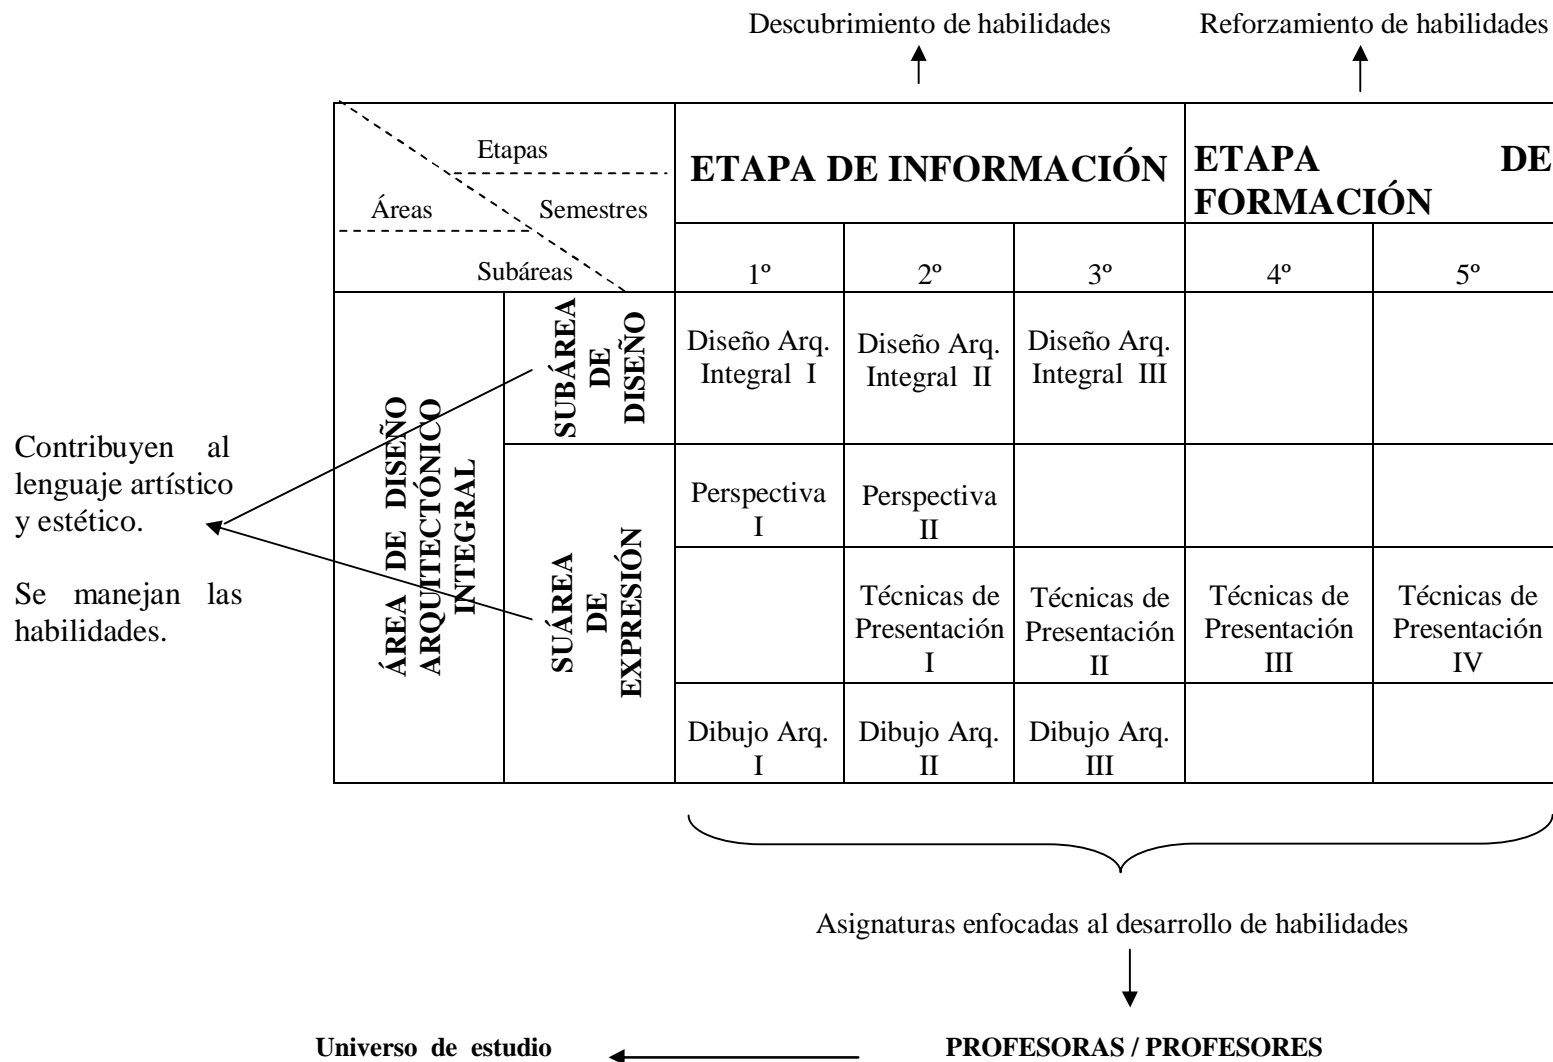 Descubrimiento de habilidades
Reforzamiento de habilidades
Etapas
Áreas
Semestres
Subáreas
ETAPA DE INFORMACIÓN
ETAPA DE
FORMACIÓN
1º
2º
3º
4º
5º
ÁREA DE DISEÑO
ARQUITECTÓNICO
INTEGRAL
SUBÁREA
DE
DISEÑO
Diseño Arq.
Integral I
Diseño Arq.
Integral II
Diseño Arq.
Integral III
Contribuyen al
lenguaje artístico
y estético.
Se manejan las
habilidades.
SUÁREA
DE
EXPRESIÓN
Perspectiva
I
Perspectiva
II
Técnicas de
Presentación
I
Técnicas de
Presentación
II
Técnicas de
Presentación
III
Técnicas de
Presentación
IV
Dibujo Arq.
I
Dibujo Arq.
II
Dibujo Arq.
III
Asignaturas enfocadas al desarrollo de habilidades
Universo de estudio
PROFESORAS / PROFESORES